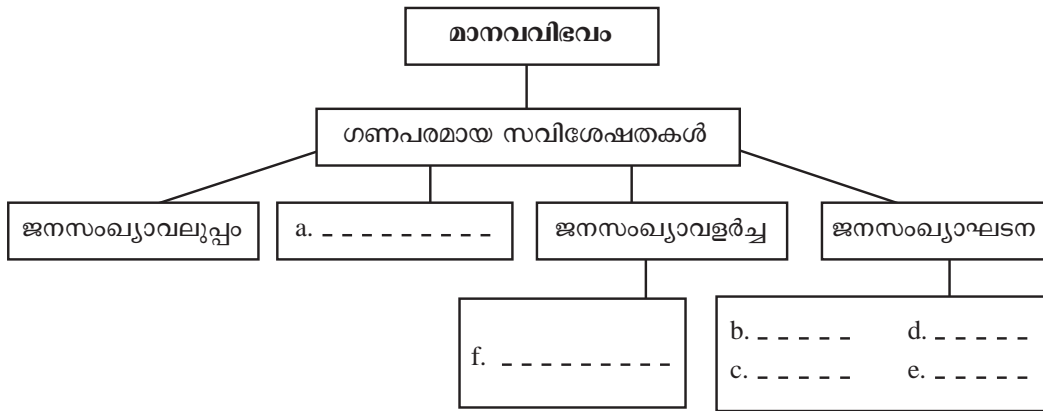 മാനവവിഭവം
ഗണപരമായ സവിശേഷതകൾ
ജനസംഖ്യാവലുപ്പം
a. _ _ _ _ _ _ _ _ _
ജനസംഖ്യാവളർച്ച
ജനസംഖ്യാഘടന
f. _ _ _ _ _ _ _ _ _
b. _ _ _ _ _ d. _ _ _ _ _
c. _ _ _ _ _ e. _ _ _ _ _